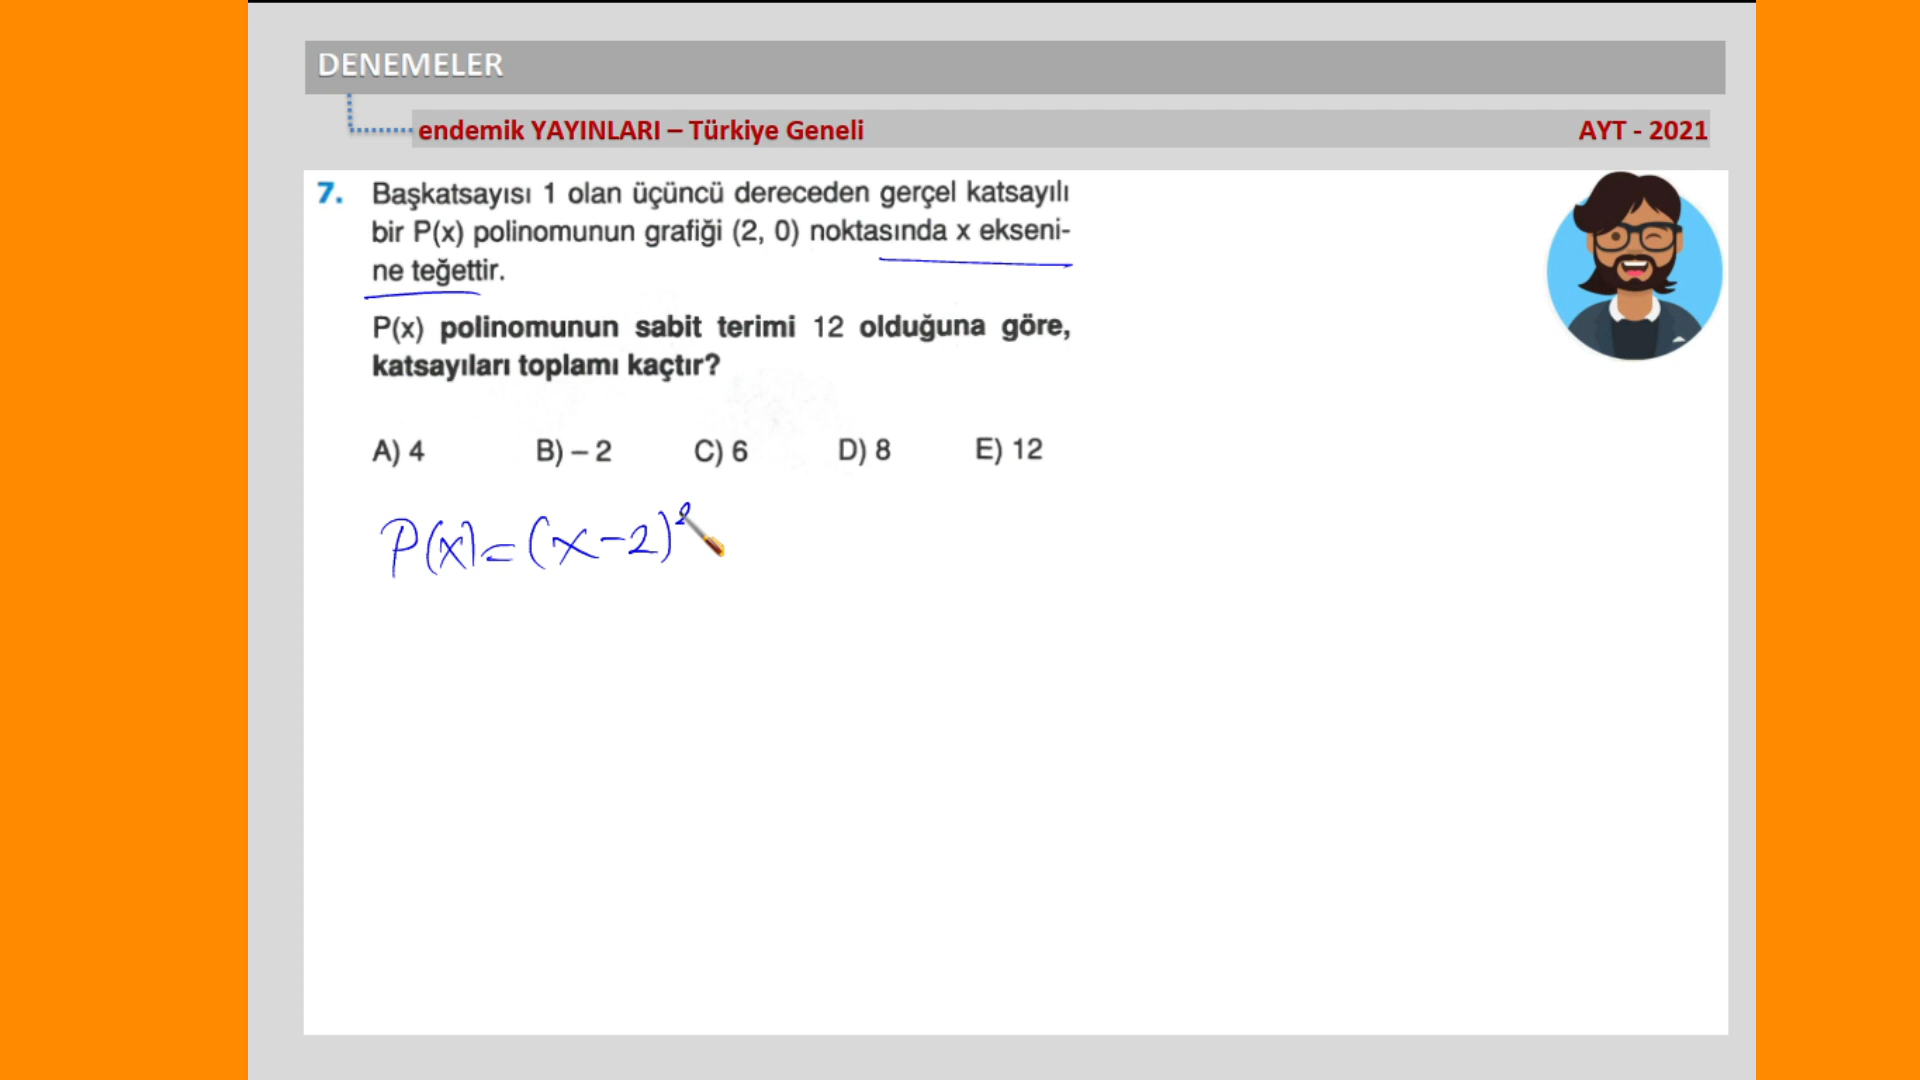 DENEMELER
endemik YAYINLARI – Türkiye Geneli
AYT - 2021
7. Başkatsayısı 1 olan üçüncü dereceden gerçel katsayılı
bir P(x) polinomunun grafiği (2, 0) noktasında x ekseni-
ne teğettir.
P(x) polinomunun sabit terimi 12 olduğuna göre,
katsayıları toplamı kaçtır?
A) 4 B) – 2 C) 6 D) 8 E) 12
P(x)=(x-2)²